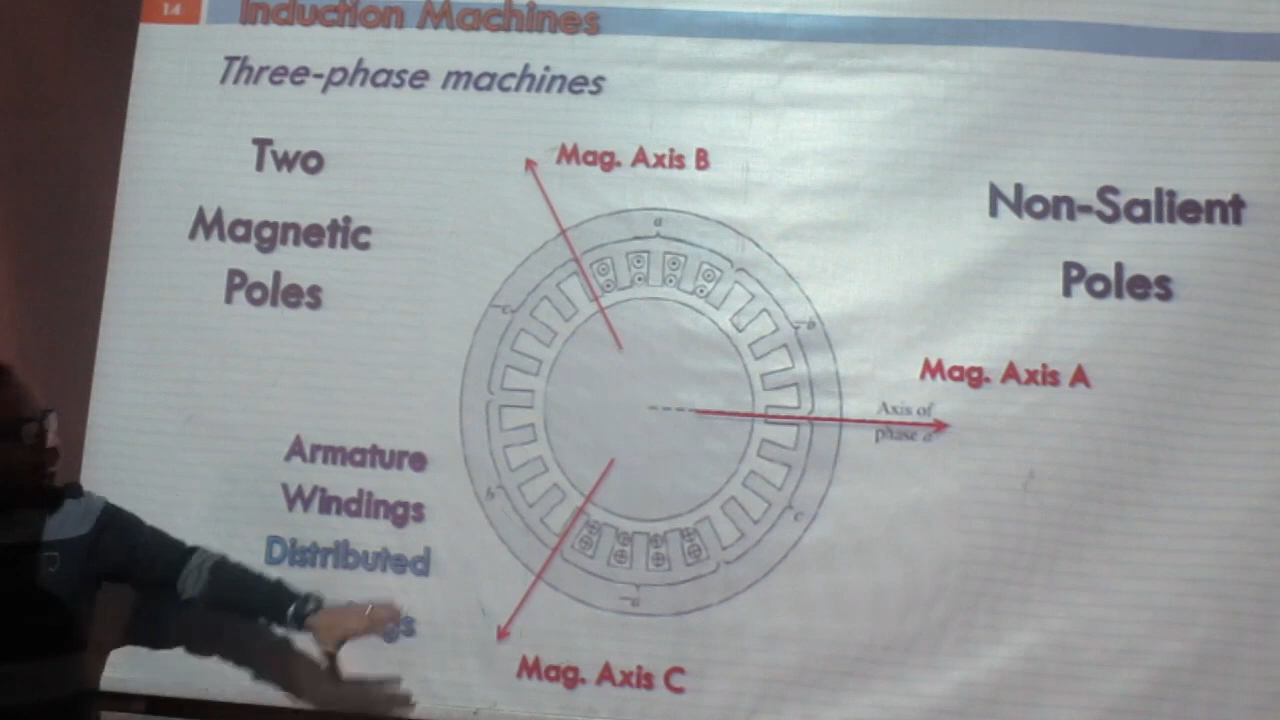 14
Induction Machines
Three-phase machines
Two
Magnetic
Poles
Mag. Axis B
Non-Salient
Poles
a
-c
-b
Mag. Axis A
Axis of
phase a
Armature
Windings
Distributed
b
c
-a
Mag. Axis C